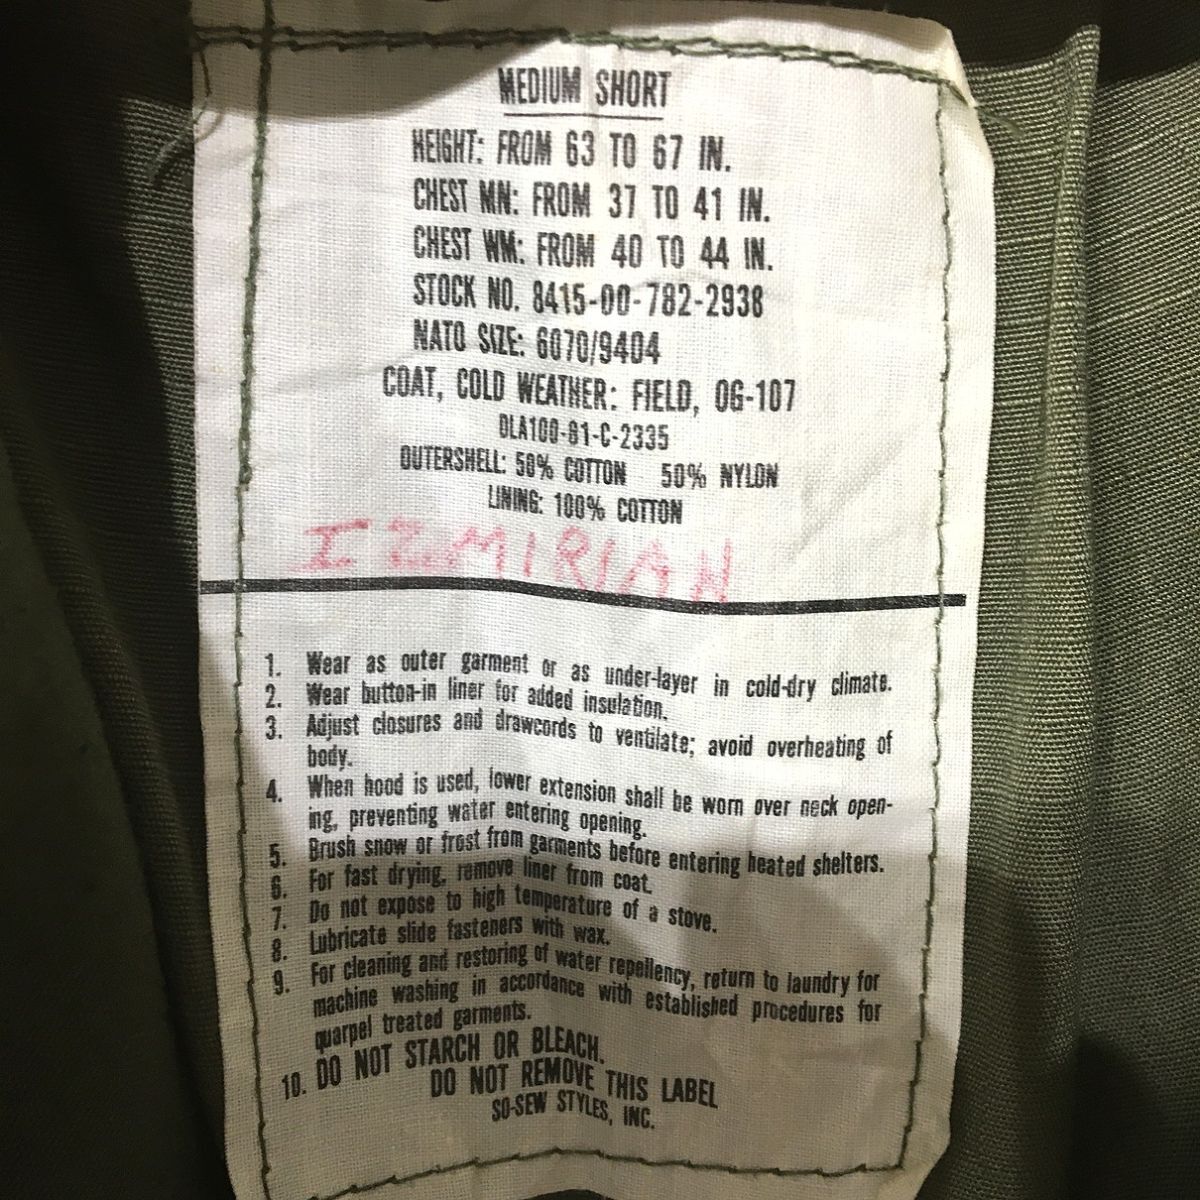 MEDIUM SHORT
HEIGHT: FROM 63 TO 67 IN.
CHEST MN: FROM 37 TO 41 IN.
CHEST WM: FROM 40 TO 44 IN.
STOCK NO. 8415-00-782-2938
NATO SIZE: 6070/9404
COAT, COLD WEATHER: FIELD, OG-107
DLA100-81-C-2335
OUTERSHELL: 50% COTTON 50% NYLON
LINING: 100% COTTON
IZMIRIAN
1. Wear as outer garment or as under-layer in cold-dry climate.
2. Wear button-in liner for added insulation.
3. Adjust closures and drawcords to ventilate; avoid overheating of
body.
4. When hood is used, lower extension shall be worn over neck open-
ing, preventing water entering opening.
5. Brush snow or frost from garments before entering heated shelters.
6. For fast drying, remove liner from coat.
7. Do not expose to high temperature of a stove.
8. Lubricate slide fasteners with wax.
9. For cleaning and restoring of water repellency, return to laundry for
machine washing in accordance with established procedures for
quarpel treated garments.
10. DO NOT STARCH OR BLEACH.
DO NOT REMOVE THIS LABEL
SO-SEW STYLES, INC.